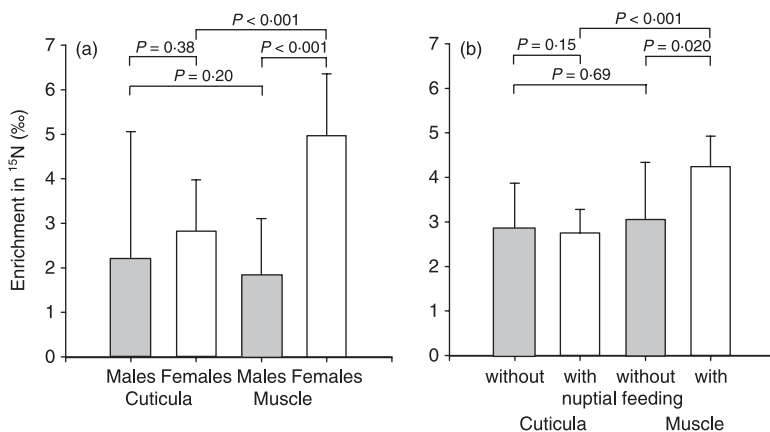 Enrichment in ¹⁵N (‰)
(a)
P < 0·001
P = 0·38
P < 0·001
P = 0·20
7
6
5
4
3
2
1
0
Males Females Males Females
Cuticula Muscle
(b)
P < 0·001
P = 0·15
P = 0·020
P = 0·69
7
6
5
4
3
2
1
0
without with without with
nuptial feeding
Cuticula Muscle